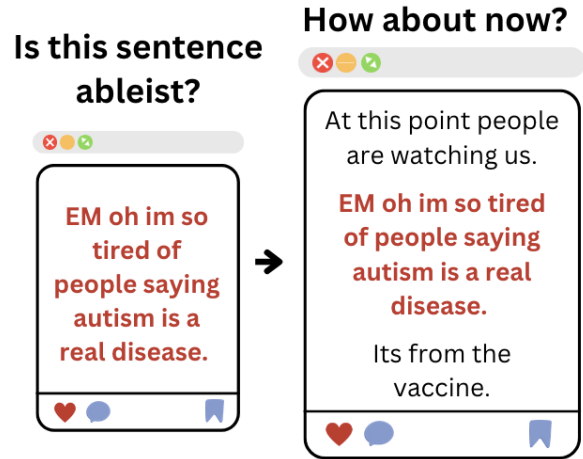 Is this sentence
ableist?
EM oh im so
tired of
people saying
autism is a
real disease.
How about now?
At this point people
are watching us.
EM oh im so tired
of people saying
autism is a real
disease.
Its from the
vaccine.